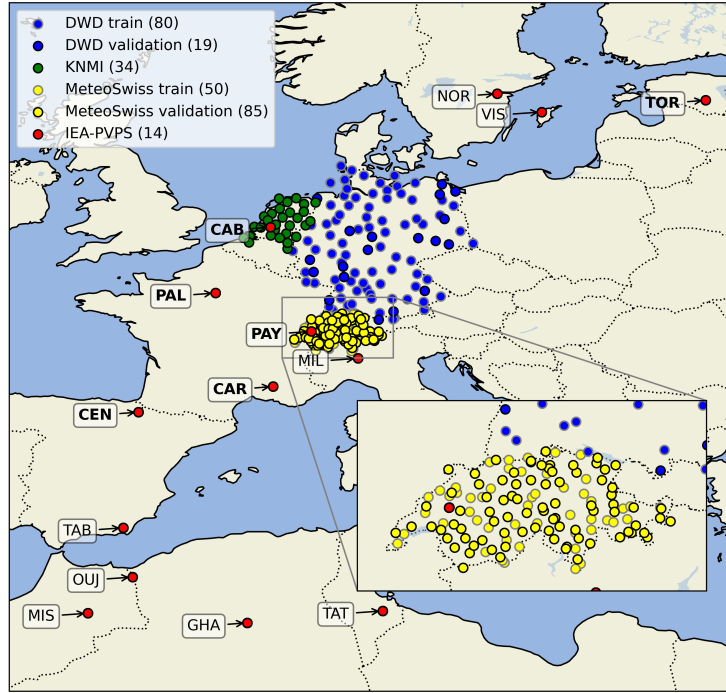 DWD train (80)
DWD validation (19)
KNMI (34)
MeteoSwiss train (50)
MeteoSwiss validation (85)
IEA-PVPS (14)
NOR
VIS
TOR
CAB
PAL
PAY
MIL
CAR
CEN
TAB
OUJ
MIS
GHA
TAT